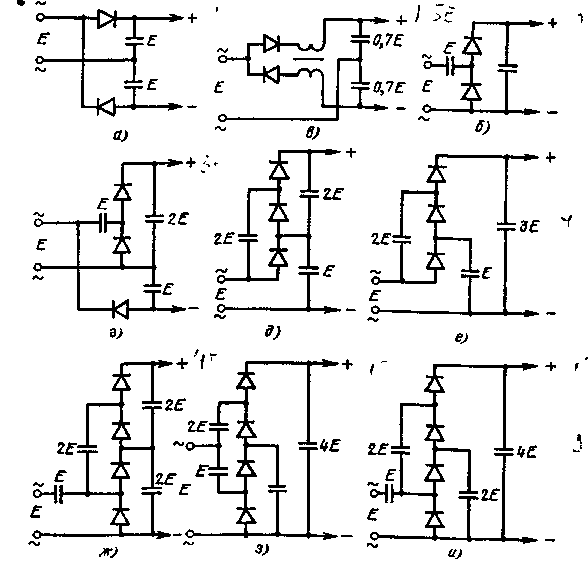 ~ + E
E
~ E −
а)
~ + 0,7E
E
~ 0,7E −
в)
~ E +
E
~ −
б)
~ E + 2E
E
~ E −
г)
+ 2E
2E
~ E
E
~ −
д)
+ 3E
2E
~ E
E
~ −
е)
+ 2E
2E
~ E 2E
E
~ −
ж)
+
2E
~ 4E
E E
~ −
з)
+
2E 4E
~ E 2E
E
~ −
и)